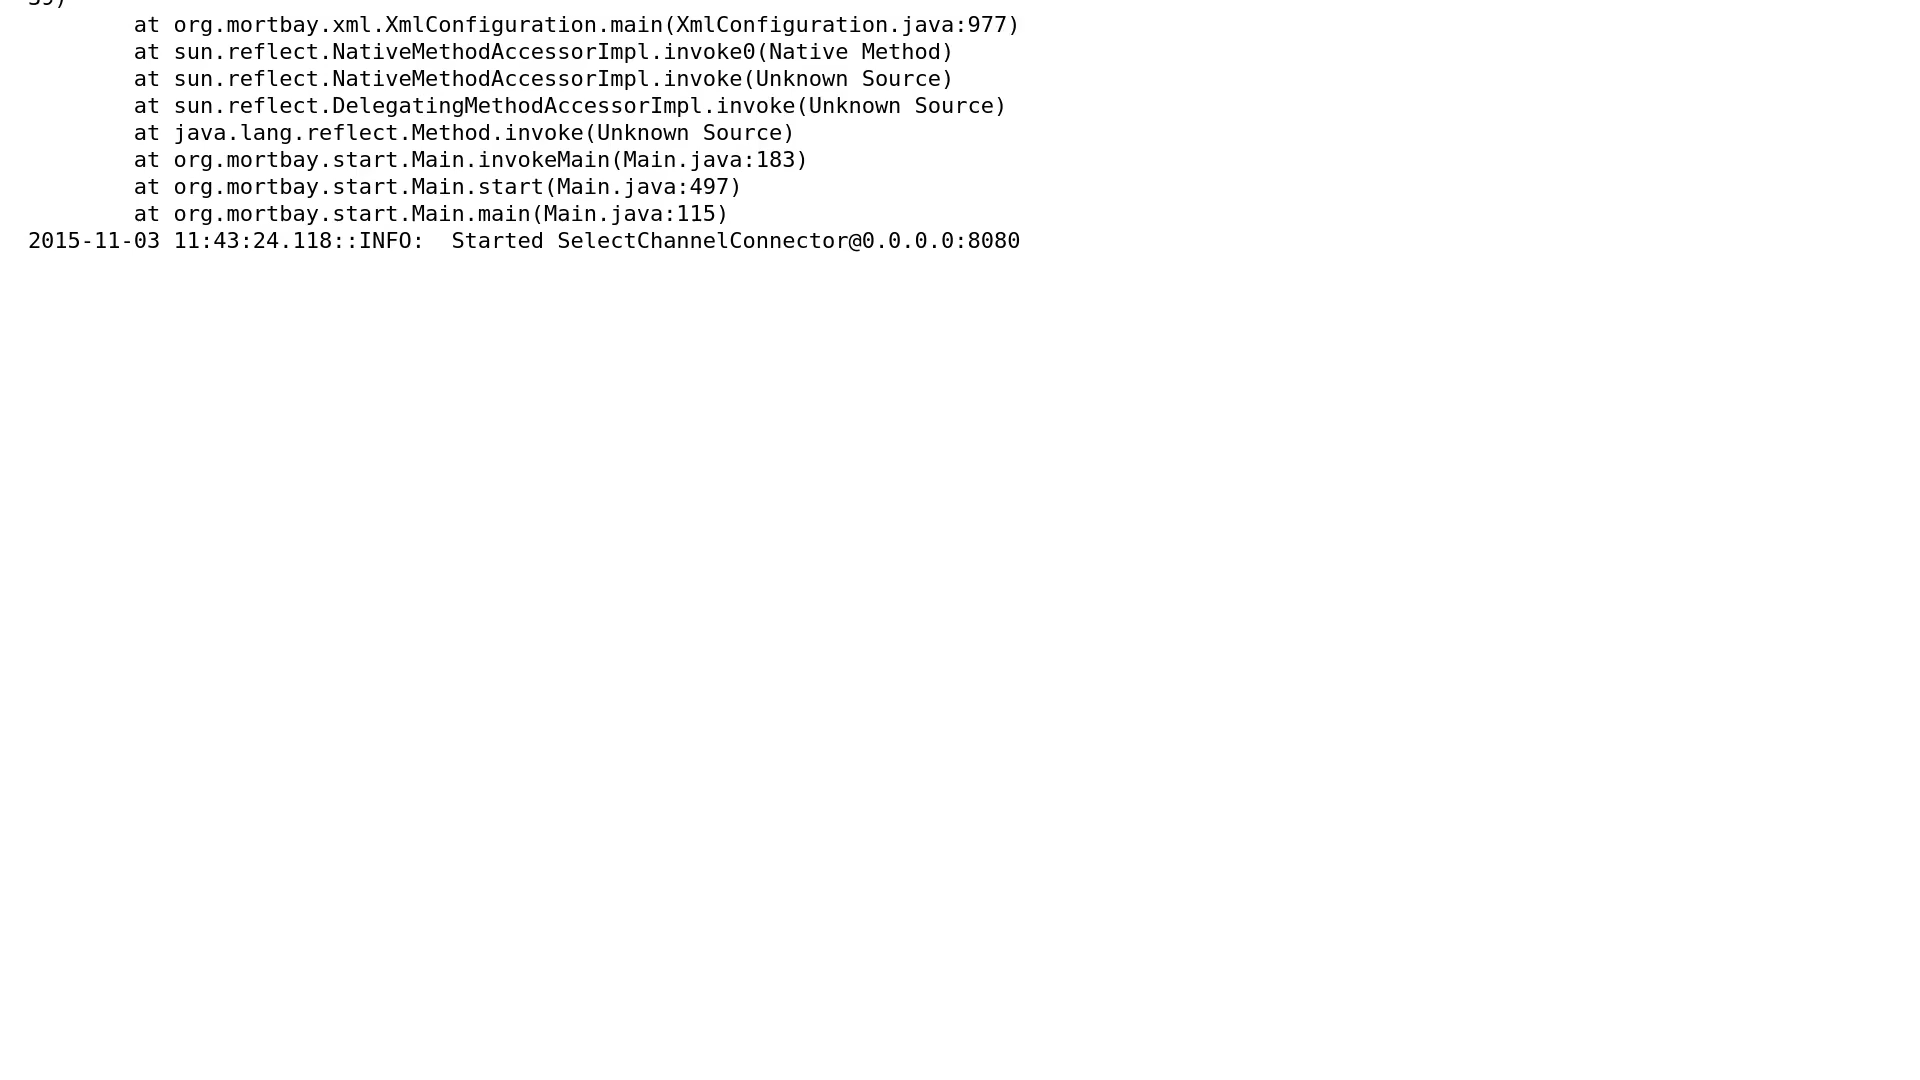 39)
        at org.mortbay.xml.XmlConfiguration.main(XmlConfiguration.java:977)
        at sun.reflect.NativeMethodAccessorImpl.invoke0(Native Method)
        at sun.reflect.NativeMethodAccessorImpl.invoke(Unknown Source)
        at sun.reflect.DelegatingMethodAccessorImpl.invoke(Unknown Source)
        at java.lang.reflect.Method.invoke(Unknown Source)
        at org.mortbay.start.Main.invokeMain(Main.java:183)
        at org.mortbay.start.Main.start(Main.java:497)
        at org.mortbay.start.Main.main(Main.java:115)
2015-11-03 11:43:24.118::INFO:  Started SelectChannelConnector@0.0.0.0:8080